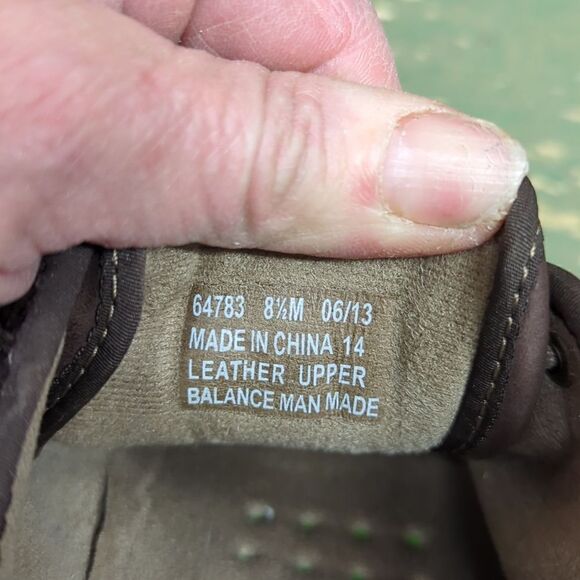 64783 8½M 06/13
MADE IN CHINA 14
LEATHER UPPER
BALANCE MAN MADE